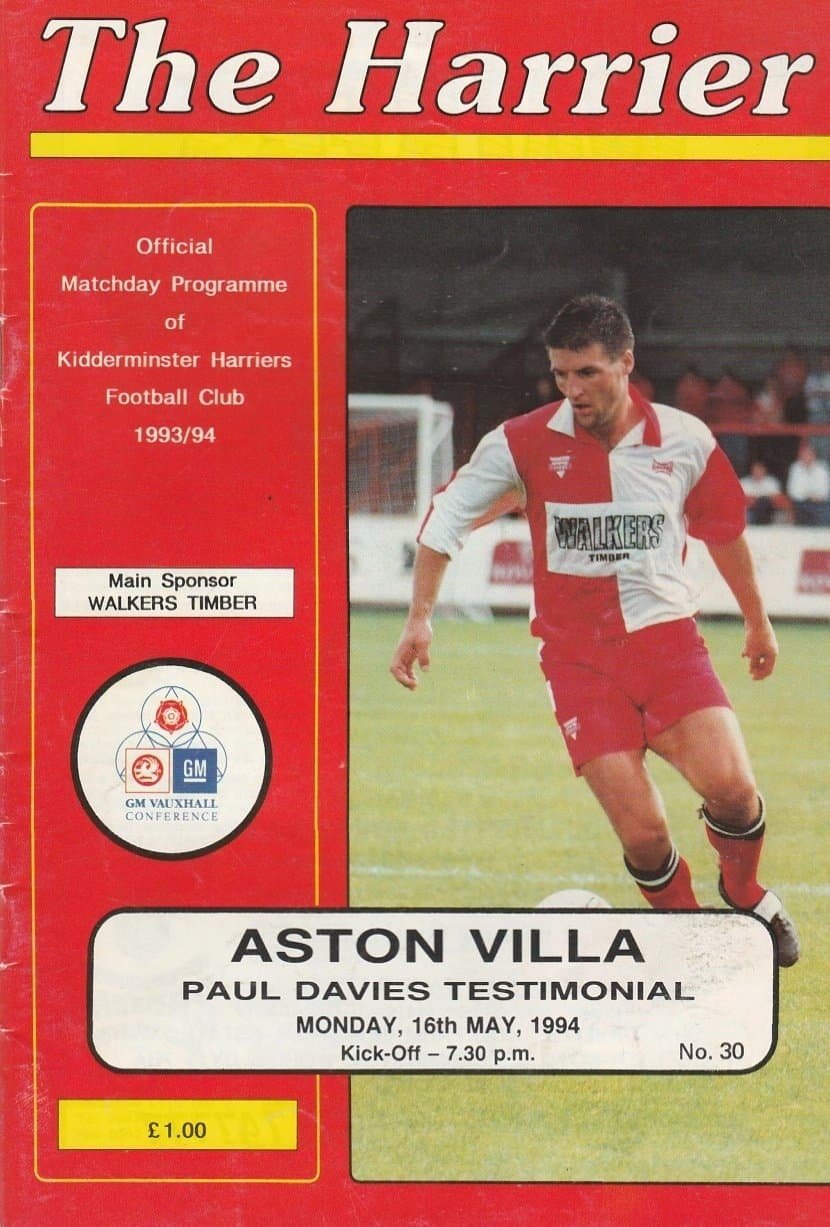 The Harrier
Official
Matchday Programme
of
Kidderminster Harriers
Football Club
1993/94
Main Sponsor
WALKERS TIMBER
GM
GM VAUXHALL
CONFERENCE
WALKERS
TIMBER
ASTON VILLA
PAUL DAVIES TESTIMONIAL
MONDAY, 16th MAY, 1994
Kick-Off – 7.30 p.m.
No. 30
£1.00